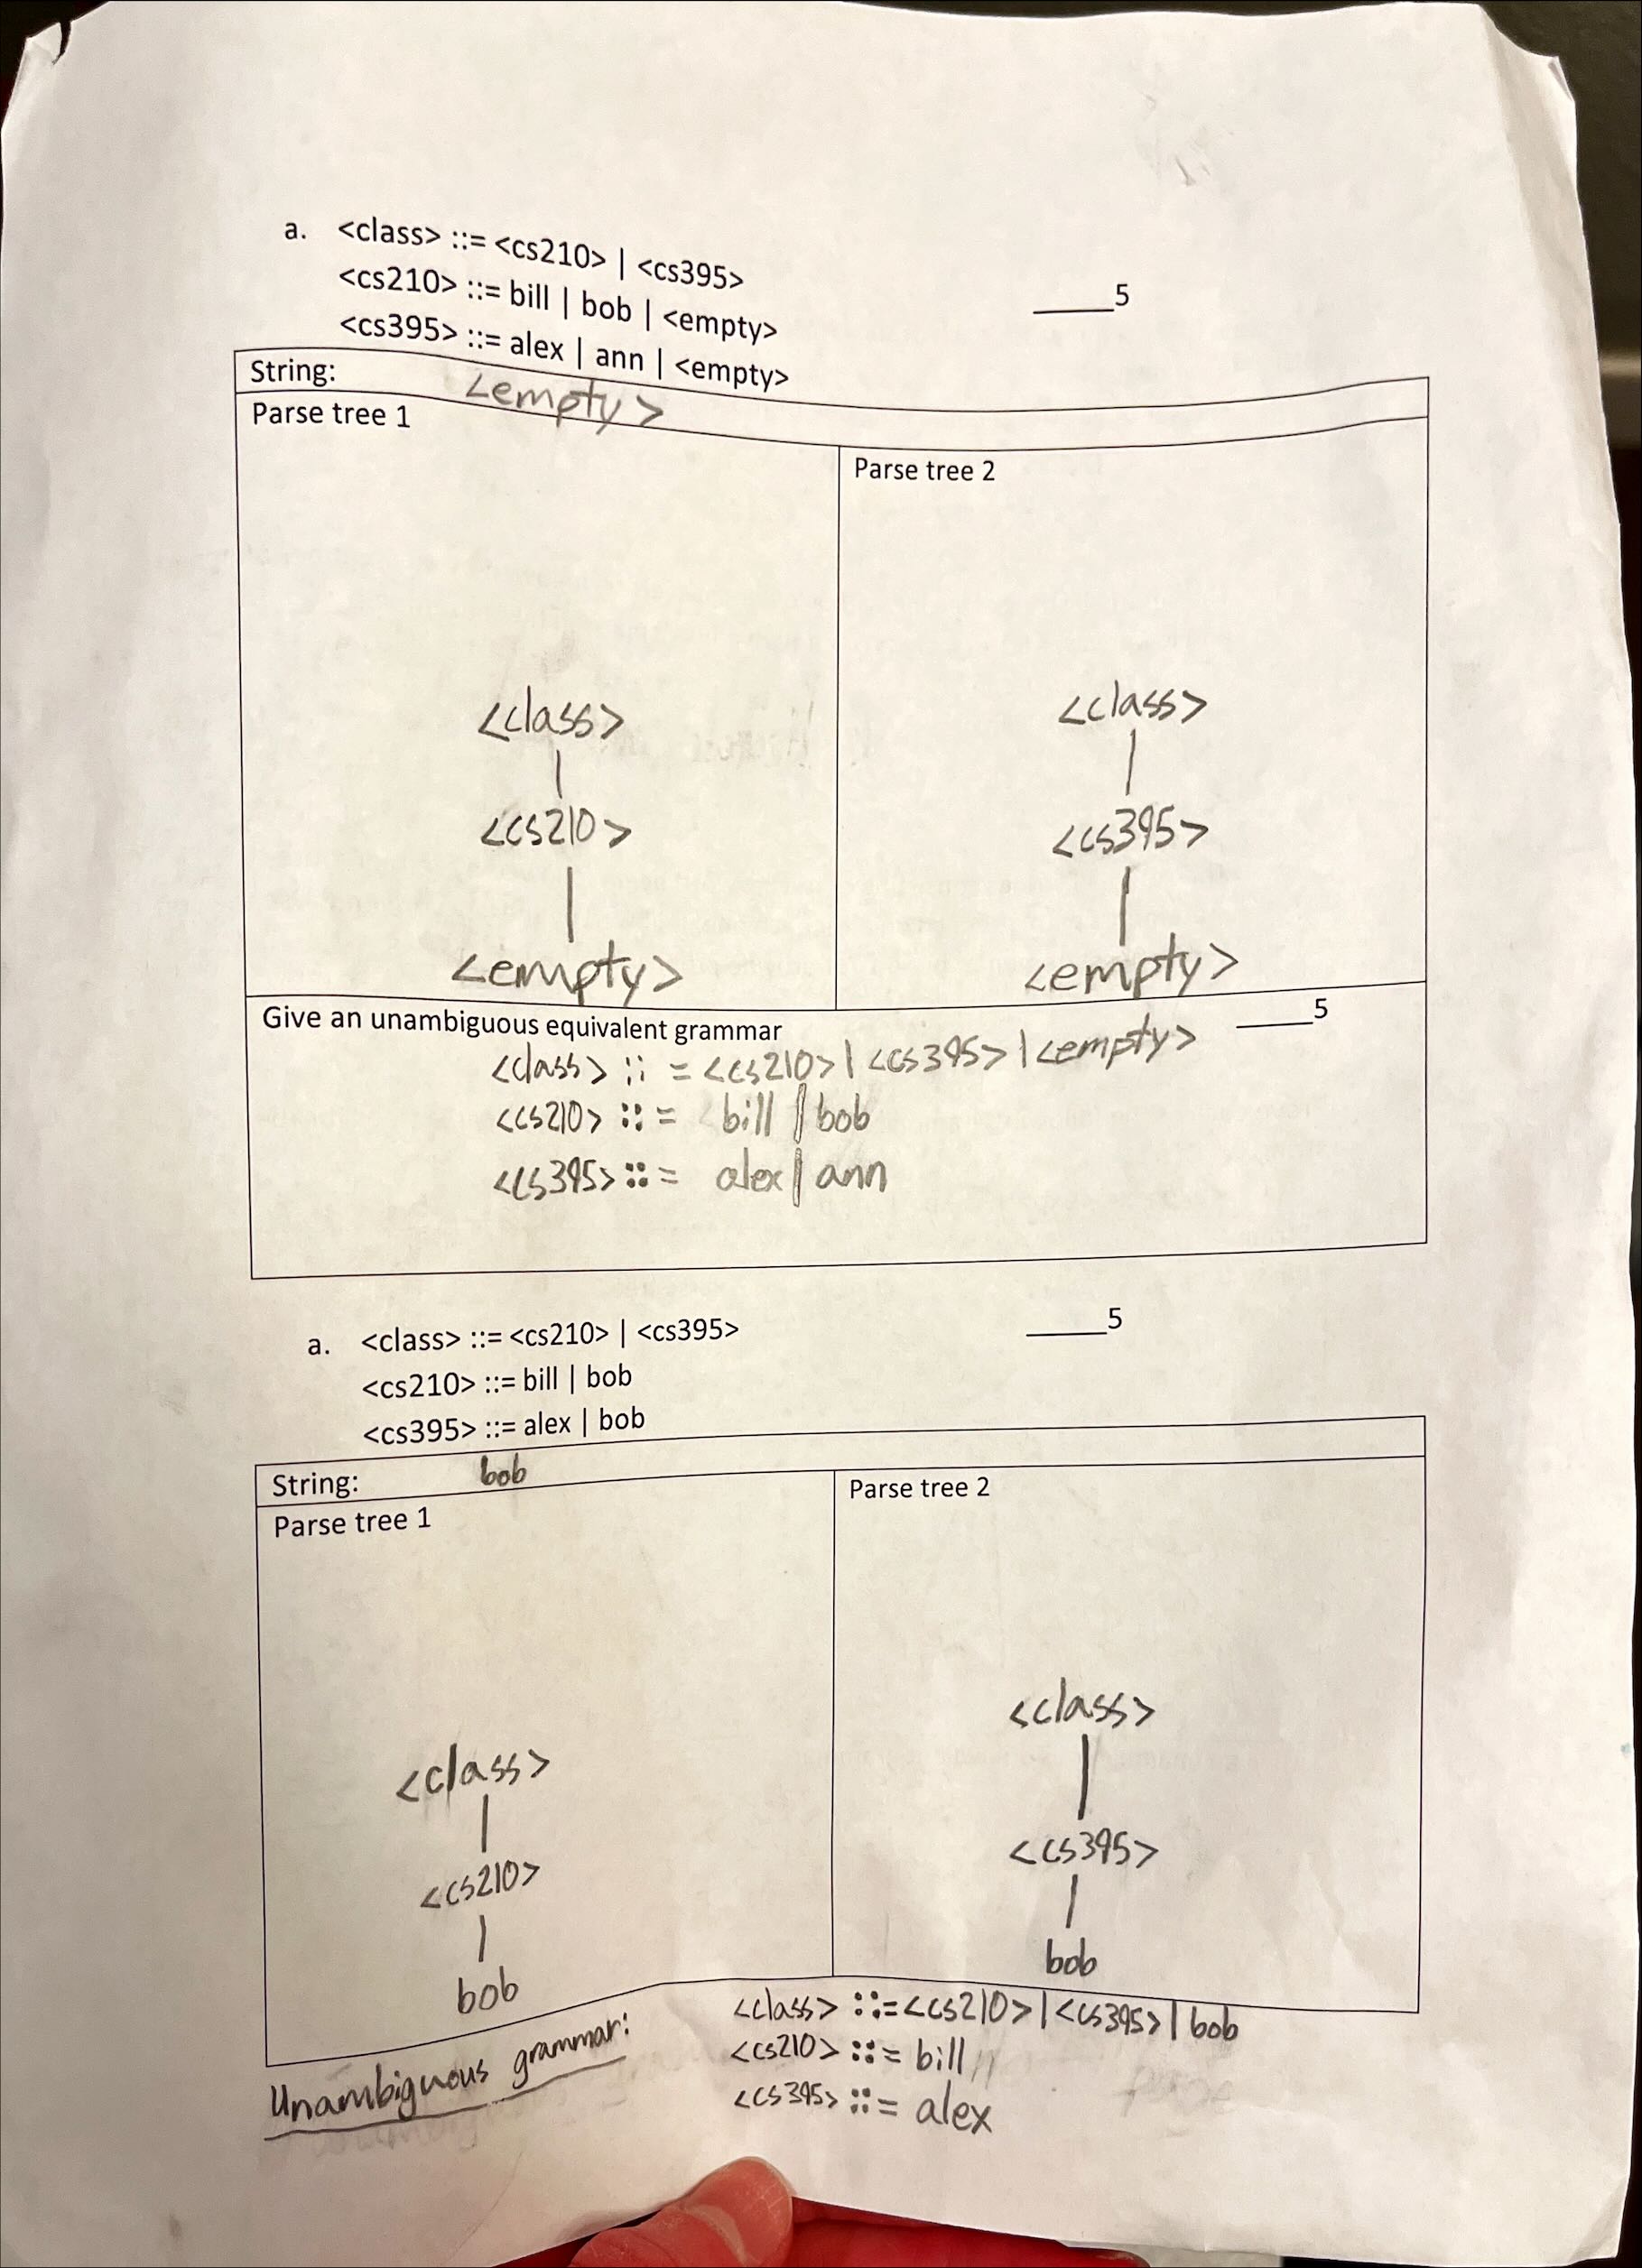 a. <class> ::= <cs210> | <cs395>
<cs210> ::= bill | bob | <empty>
_____5
<cs395> ::= alex | ann | <empty>
String: <empty>
Parse tree 1
Parse tree 2
<class>
<class>
<cs210>
<cs395>
<empty>
<empty>
Give an unambiguous equivalent grammar
_____5
<class> ::= <cs210> | <cs395> | <empty>
<cs210> ::= bill | bob
<cs395> ::= alex | ann
a. <class> ::= <cs210> | <cs395>
_____5
<cs210> ::= bill | bob
<cs395> ::= alex | bob
String: bob
Parse tree 1
Parse tree 2
<class>
<class>
<cs210>
<cs395>
bob
bob
Unambiguous grammar:
<class> ::= <cs210> | <cs395> | bob
<cs210> ::= bill
<cs395> ::= alex